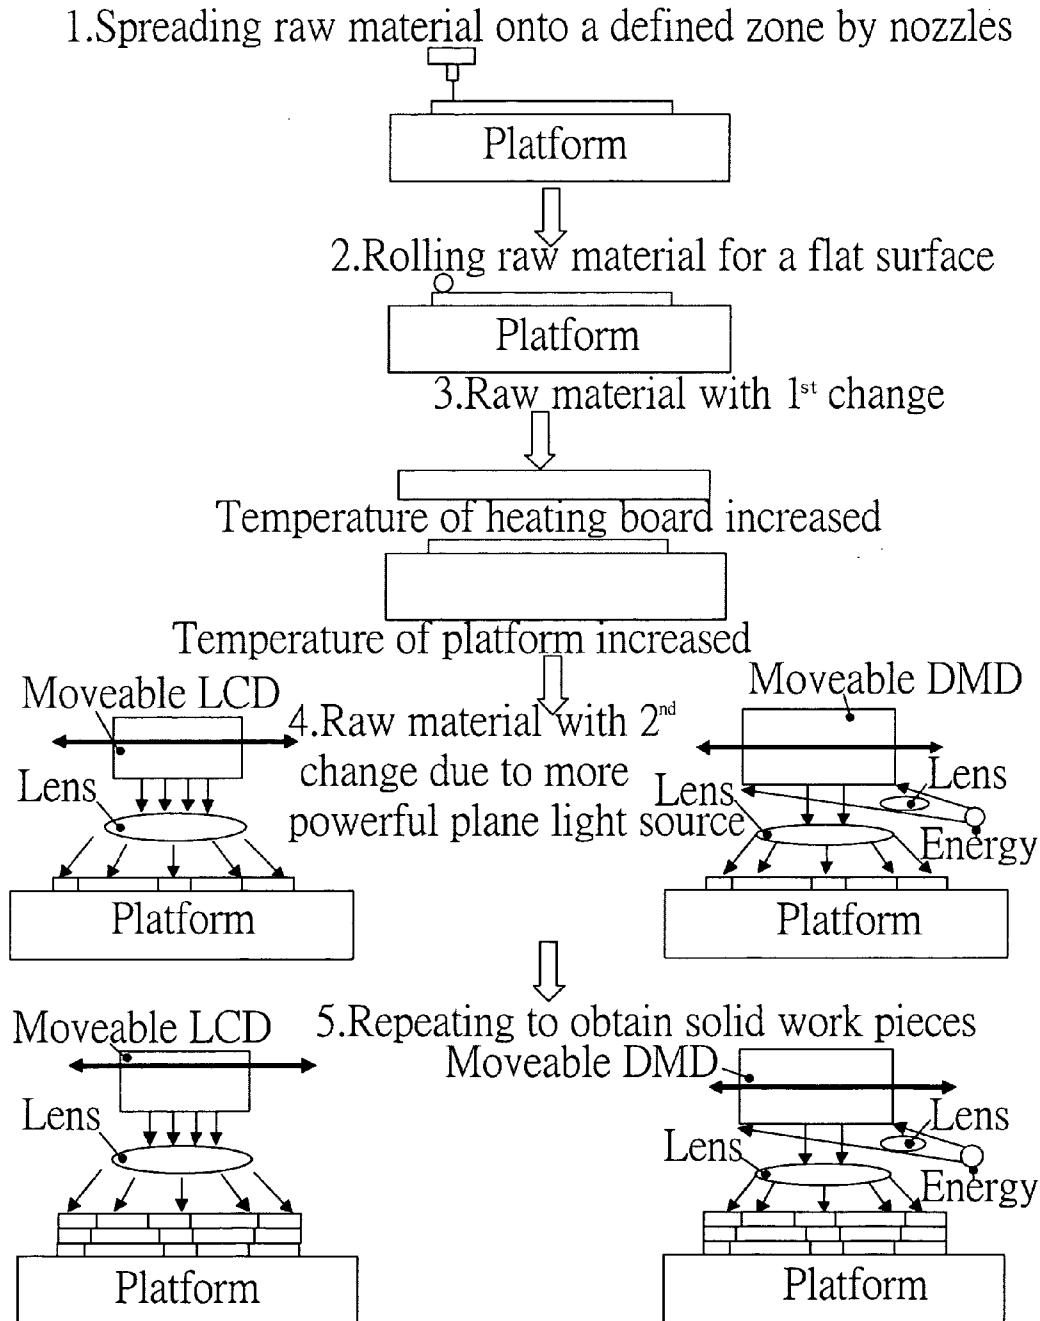 1.Spreading raw material onto a defined zone by nozzles
Platform
2.Rolling raw material for a flat surface
Platform
3.Raw material with 1st change
Temperature of heating board increased
Temperature of platform increased
Moveable LCD
Lens
4.Raw material with 2nd
change due to more
powerful plane light source
Moveable DMD
Lens
Lens
Energy
Platform
Platform
5.Repeating to obtain solid work pieces
Moveable LCD
Lens
Platform
Moveable DMD
Lens
Lens
Energy
Platform